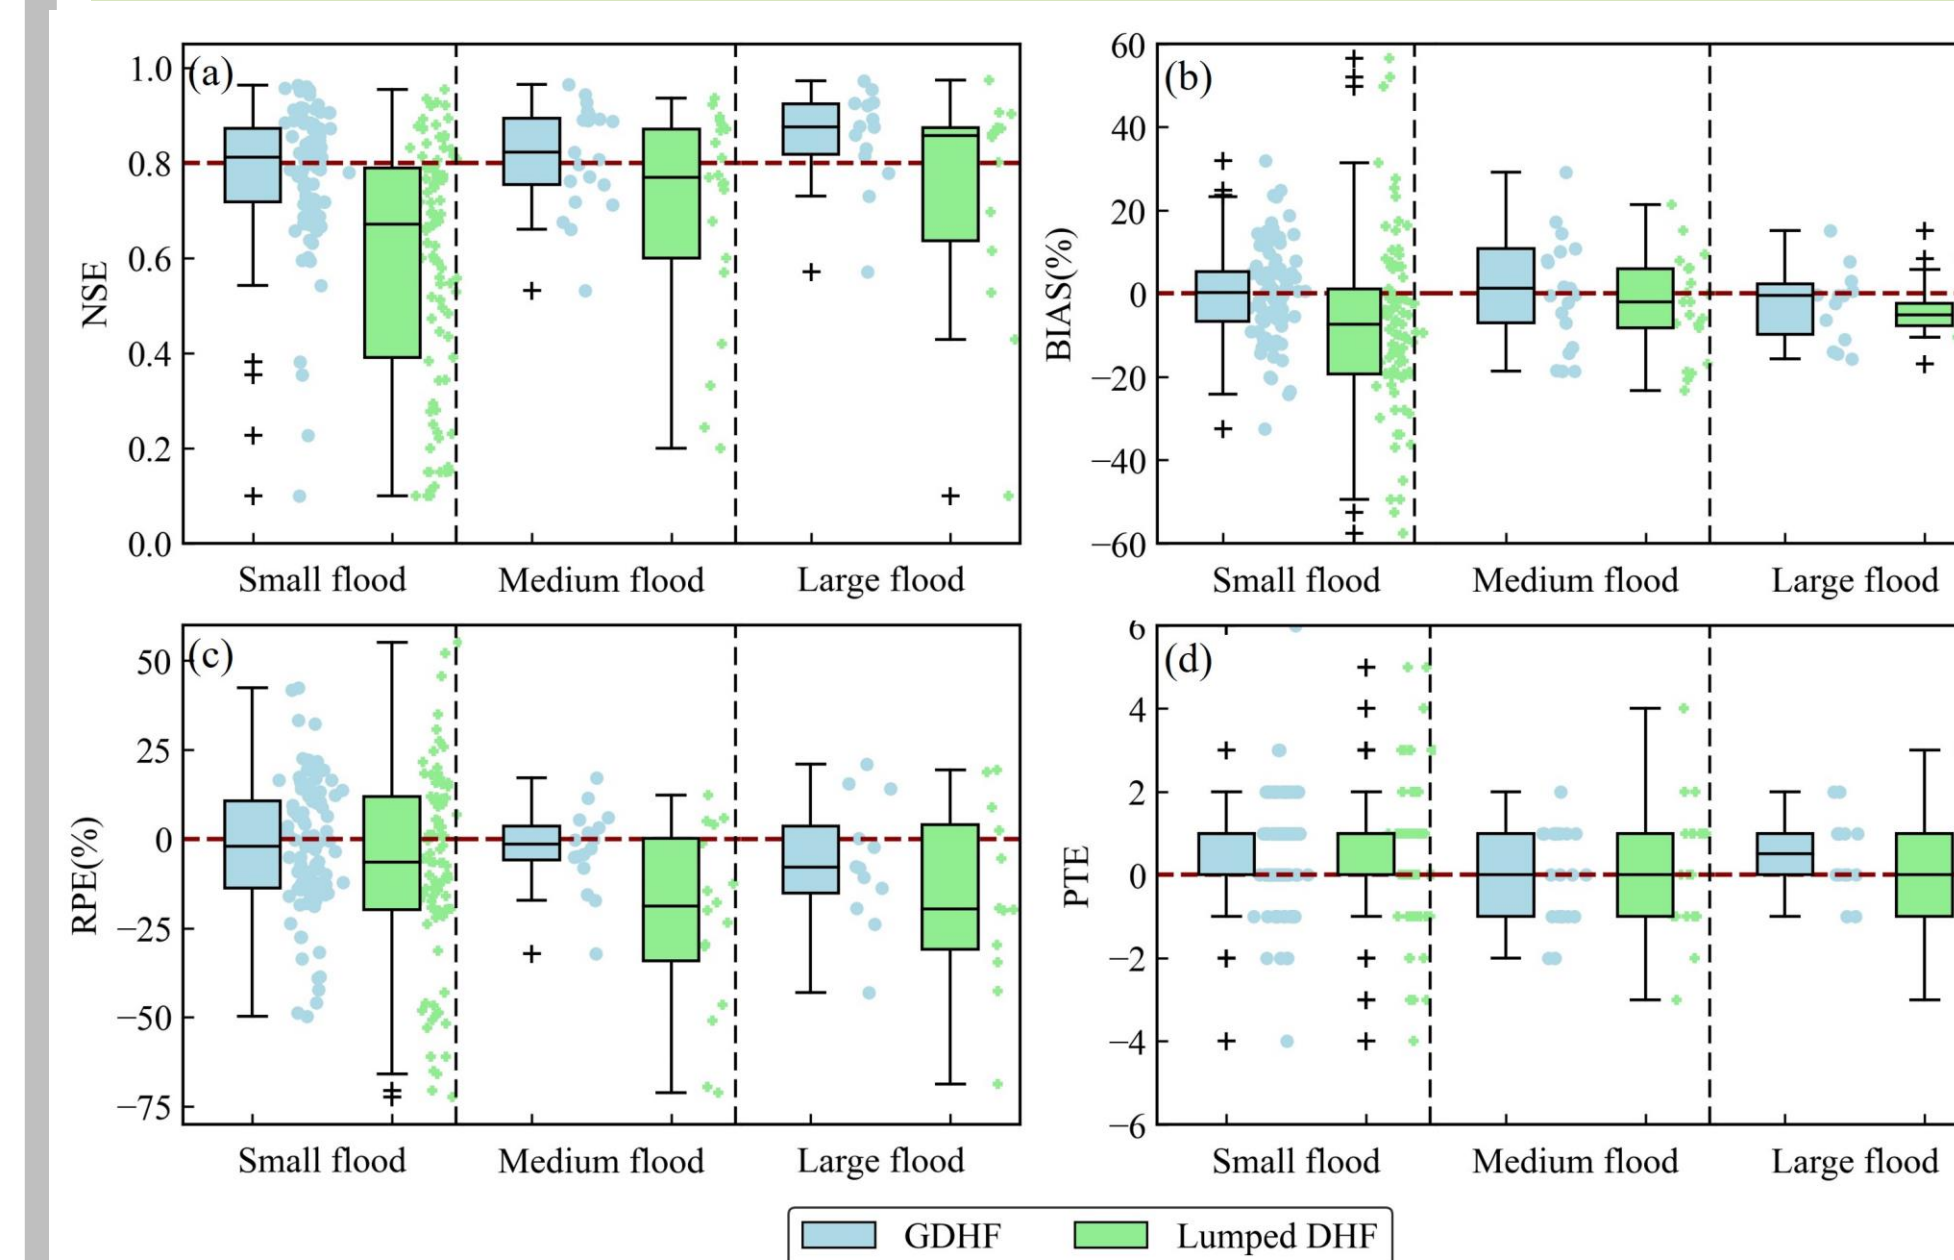 (a)
1.0
0.8
0.6
0.4
0.2
0.0
NSE
Small flood Medium flood Large flood
(b)
60
40
20
0
−20
−40
−60
BIAS(%)
Small flood Medium flood Large flood
(c)
50
25
0
−25
−50
−75
RPE(%)
Small flood Medium flood Large flood
(d)
6
4
2
0
−2
−4
−6
PTE
Small flood Medium flood Large flood
GDHF Lumped DHF